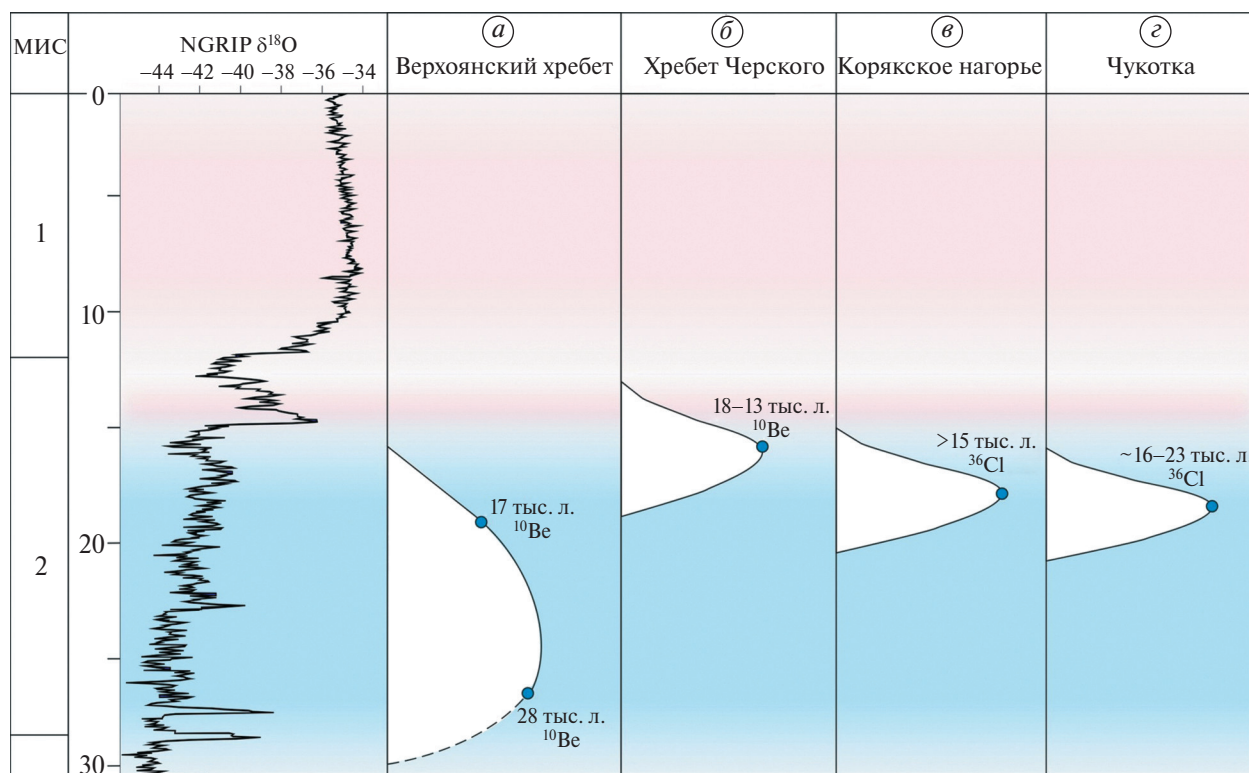 МИС
NGRIP δ¹⁸O
−44 −42 −40 −38 −36 −34
а
Верхоянский хребет
б
Хребет Черского
в
Корякское нагорье
г
Чукотка
0
10
20
30
1
2
17 тыс. л.
¹⁰Be
28 тыс. л.
¹⁰Be
18–13 тыс. л.
¹⁰Be
>15 тыс. л.
³⁶Cl
~16–23 тыс. л.
³⁶Cl